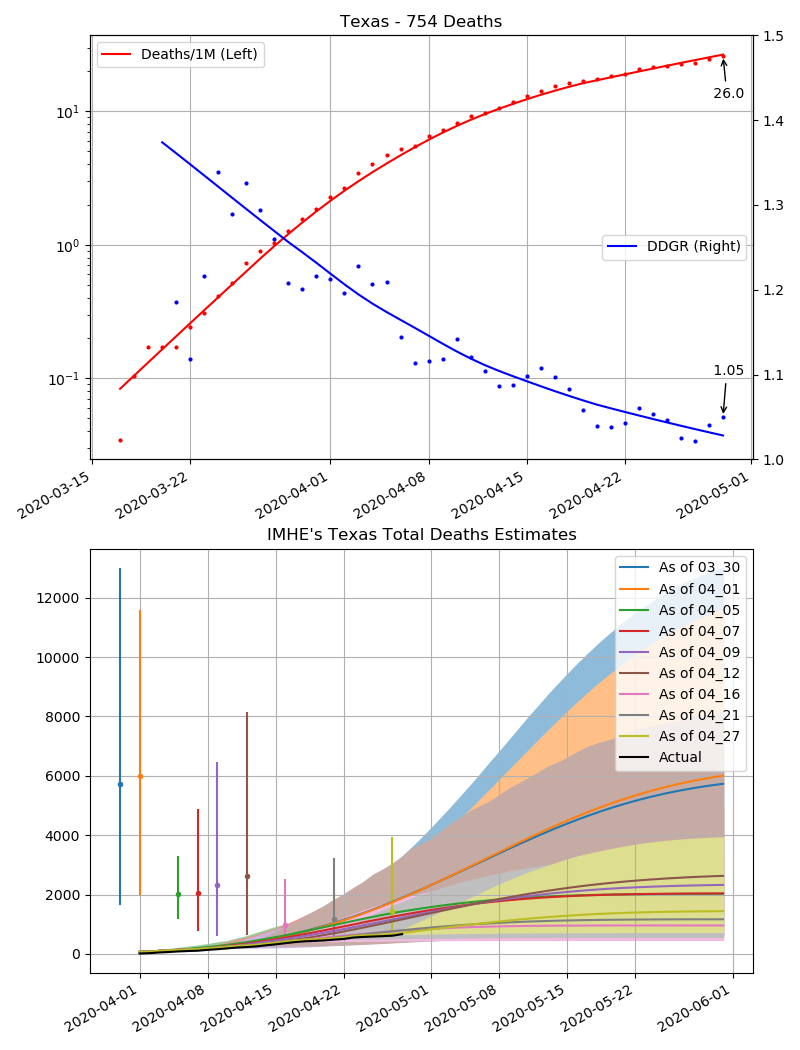 Texas - 754 Deaths
Deaths/1M (Left)
DDGR (Right)
26.0
1.05
10¹
10⁰
10⁻¹
1.5
1.4
1.3
1.2
1.1
1.0
2020-03-15
2020-03-22
2020-04-01
2020-04-08
2020-04-15
2020-04-22
2020-05-01
IMHE's Texas Total Deaths Estimates
As of 03_30
As of 04_01
As of 04_05
As of 04_07
As of 04_09
As of 04_12
As of 04_16
As of 04_21
As of 04_27
Actual
12000
10000
8000
6000
4000
2000
0
2020-04-01
2020-04-08
2020-04-15
2020-04-22
2020-05-01
2020-05-08
2020-05-15
2020-05-22
2020-06-01